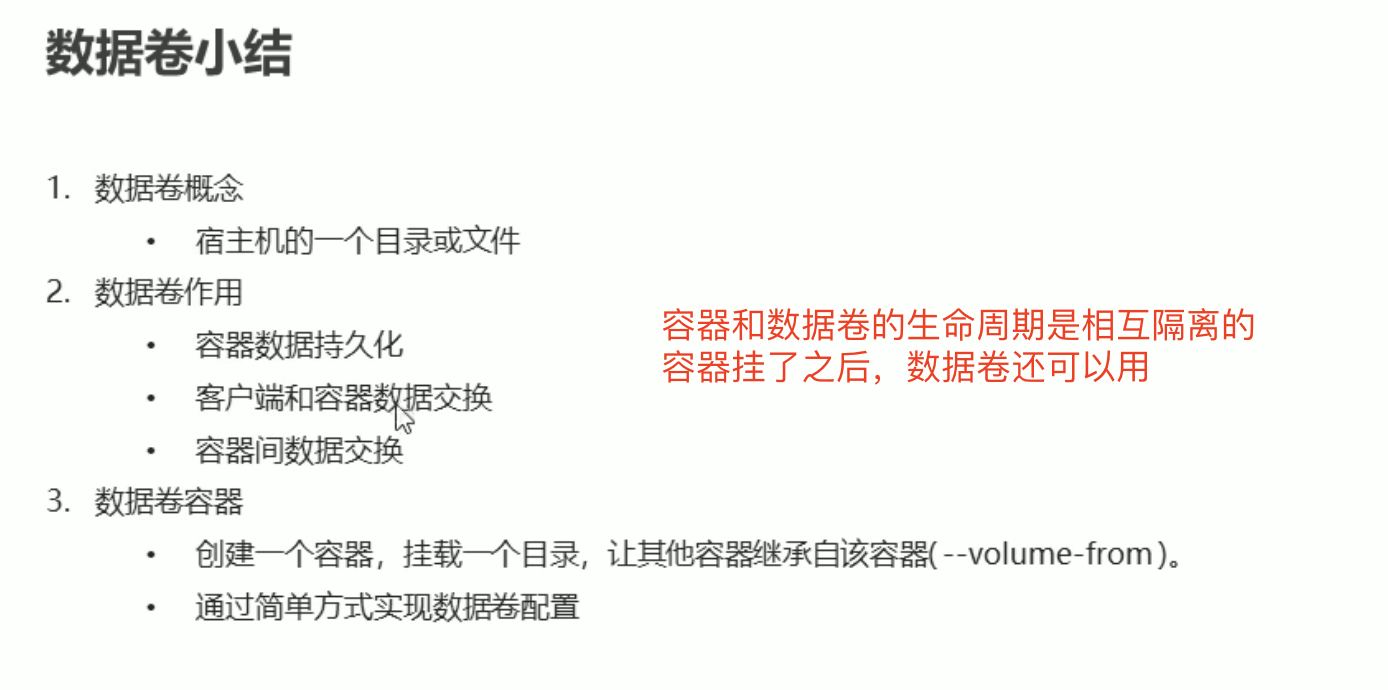 数据卷小结
1. 数据卷概念
• 宿主机的一个目录或文件
2. 数据卷作用
• 容器数据持久化
• 客户端和容器数据交换
• 容器间数据交换
容器和数据卷的生命周期是相互隔离的
容器挂了之后，数据卷还可以用
3. 数据卷容器
• 创建一个容器，挂载一个目录，让其他容器继承自该容器( --volume-from )。
• 通过简单方式实现数据卷配置